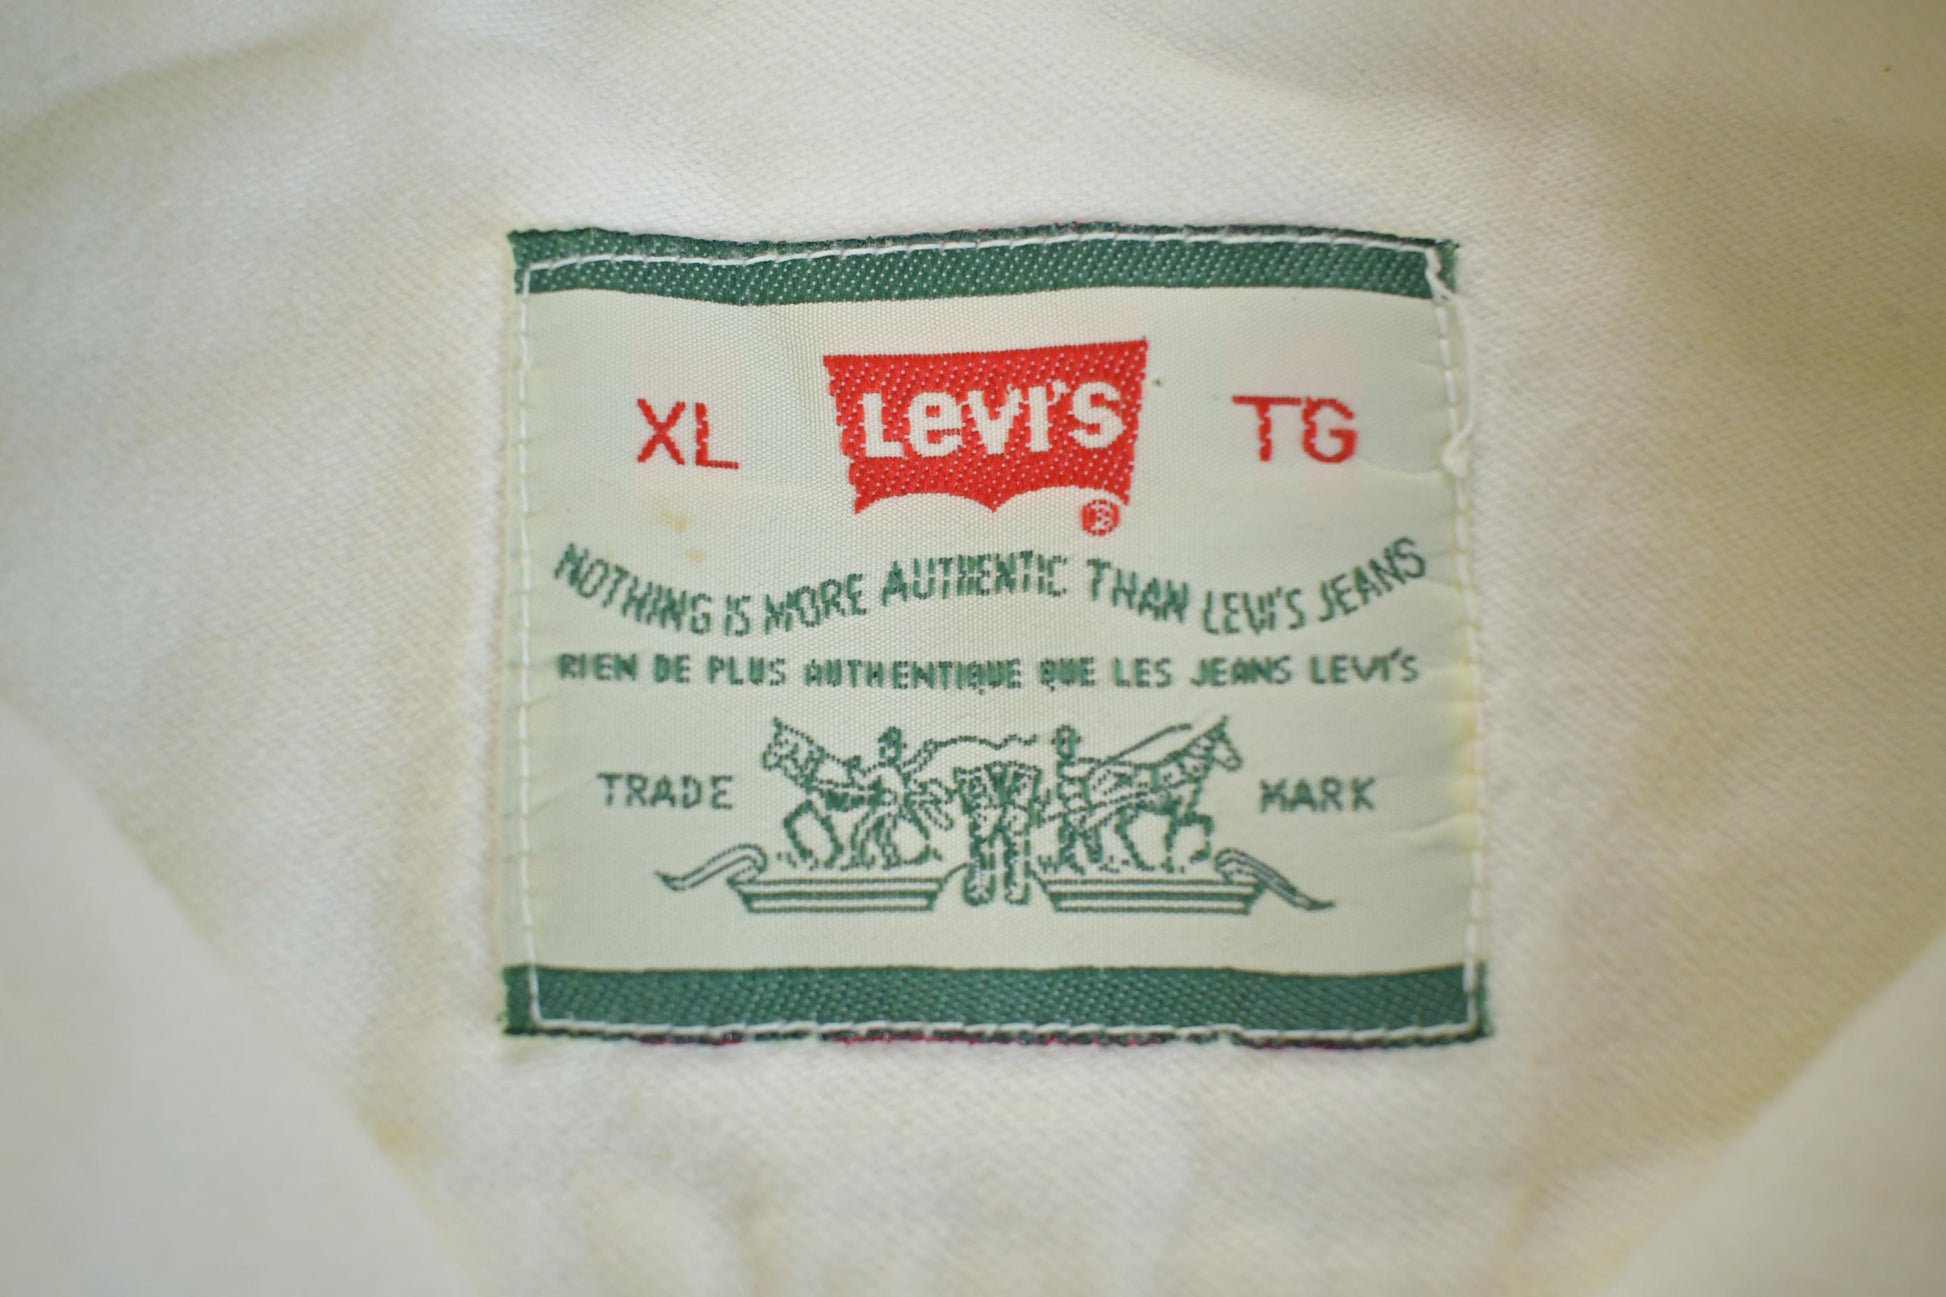 XL LEVI'S ® TG
NOTHING IS MORE AUTHENTIC THAN LEVI'S JEANS
RIEN DE PLUS AUTHENTIQUE QUE LES JEANS LEVI'S
TRADE MARK